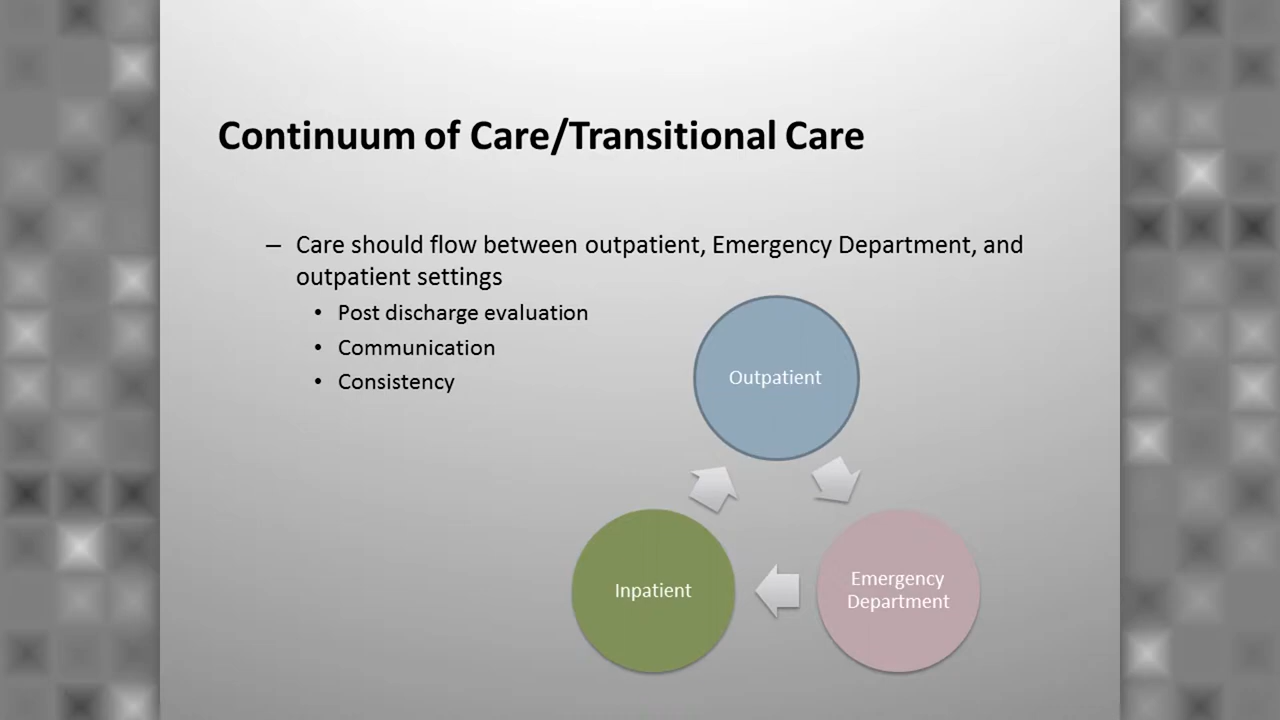 Continuum of Care/Transitional Care
– Care should flow between outpatient, Emergency Department, and
outpatient settings
• Post discharge evaluation
• Communication
• Consistency
Outpatient
Inpatient
Emergency
Department